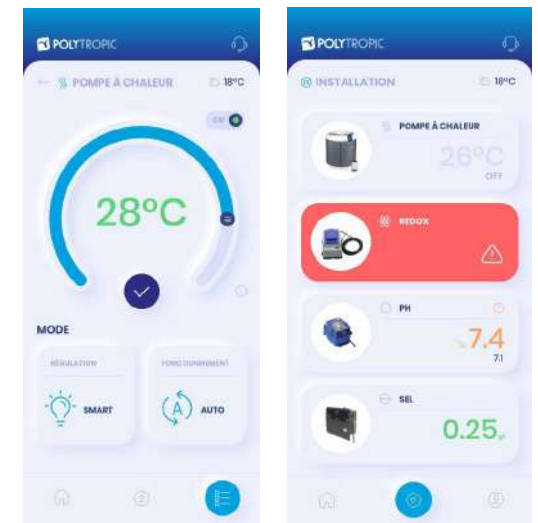 POLYTROPIC
POMPE À CHALEUR
18°C
ON
28°C
MODE
RÉGULATION
FONCTIONNEMENT
SMART
AUTO
POLYTROPIC
INSTALLATION
18°C
POMPE À CHALEUR
26°C
OFF
REDOX
PH
7.4
7.1
SEL
0.25